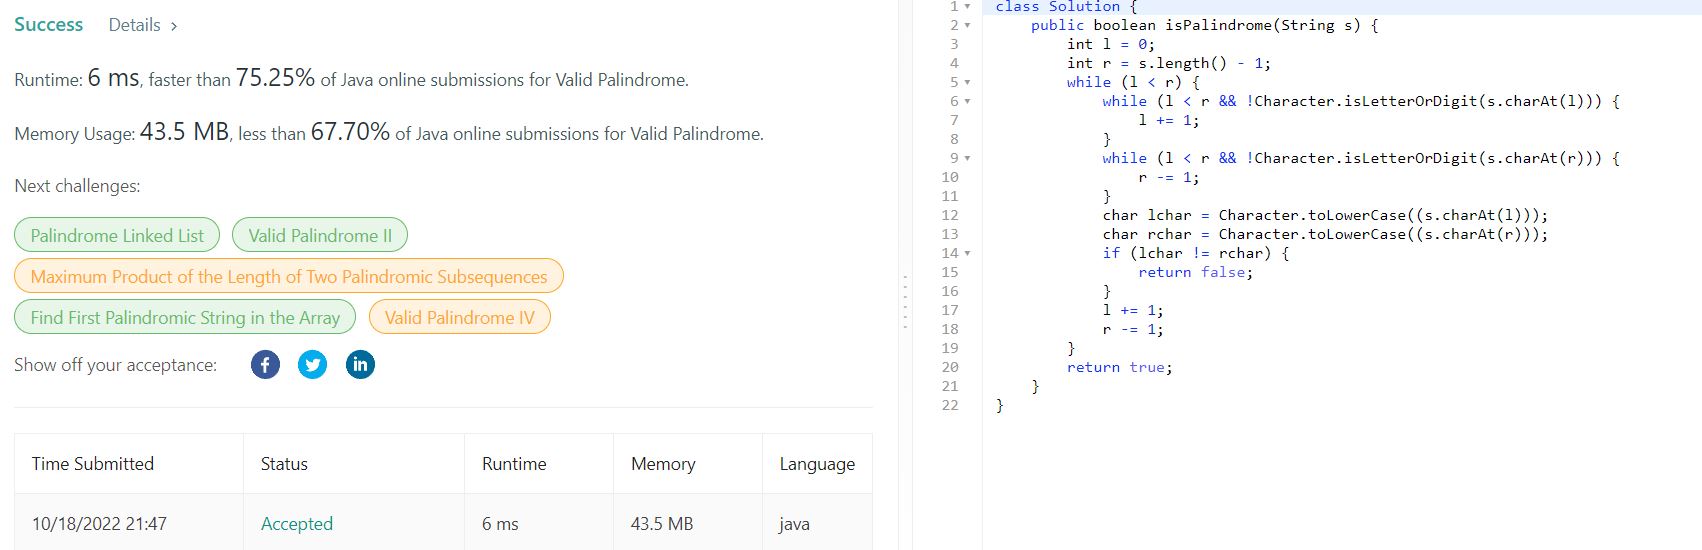 Success Details >
Runtime: 6 ms, faster than 75.25% of Java online submissions for Valid Palindrome.
Memory Usage: 43.5 MB, less than 67.70% of Java online submissions for Valid Palindrome.
Next challenges:
Palindrome Linked List Valid Palindrome II
Maximum Product of the Length of Two Palindromic Subsequences
Find First Palindromic String in the Array Valid Palindrome IV
Show off your acceptance: f in
Time Submitted Status Runtime Memory Language
10/18/2022 21:47 Accepted 6 ms 43.5 MB java
1 class Solution {
2 public boolean isPalindrome(String s) {
3 int l = 0;
4 int r = s.length() - 1;
5 while (l < r) {
6 while (l < r && !Character.isLetterOrDigit(s.charAt(l))) {
7 l += 1;
8 }
9 while (l < r && !Character.isLetterOrDigit(s.charAt(r))) {
10 r -= 1;
11 }
12 char lchar = Character.toLowerCase((s.charAt(l)));
13 char rchar = Character.toLowerCase((s.charAt(r)));
14 if (lchar != rchar) {
15 return false;
16 }
17 l += 1;
18 r -= 1;
19 }
20 return true;
21 }
22 }